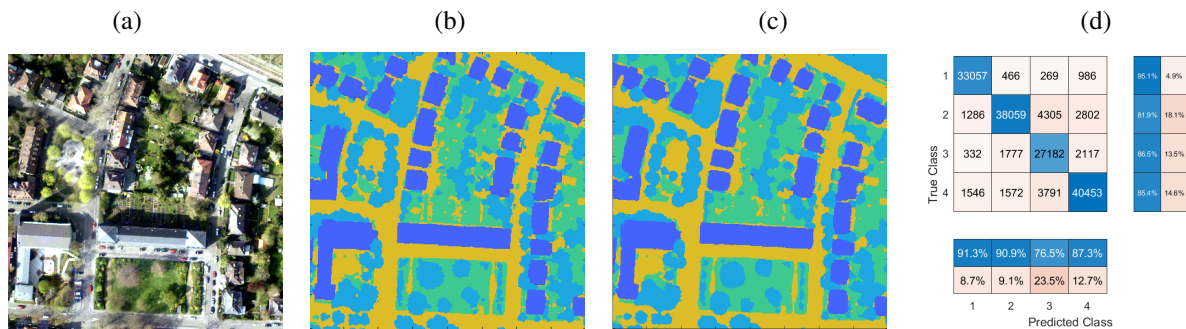 (a) (b) (c) (d)
1 33057 466 269 986 95.1% 4.9%
2 1286 38059 4305 2802 81.9% 18.1%
3 332 1777 27182 2117 86.5% 13.5%
4 1546 1572 3791 40453 85.4% 14.6%
True Class
91.3% 90.9% 76.5% 87.3%
8.7% 9.1% 23.5% 12.7%
1 2 3 4
Predicted Class